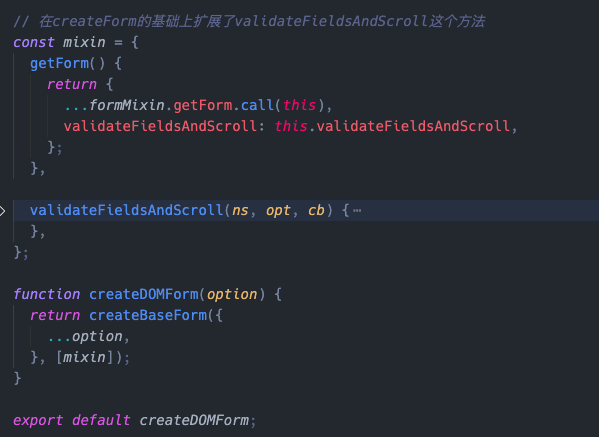 // 在createForm的基础上扩展了validateFieldsAndScroll这个方法
const mixin = {
  getForm() {
    return {
      ...formMixin.getForm.call(this),
      validateFieldsAndScroll: this.validateFieldsAndScroll,
    };
  },

  validateFieldsAndScroll(ns, opt, cb) {⋯
  },
};

function createDOMForm(option) {
  return createBaseForm({
    ...option,
  }, [mixin]);
}

export default createDOMForm;